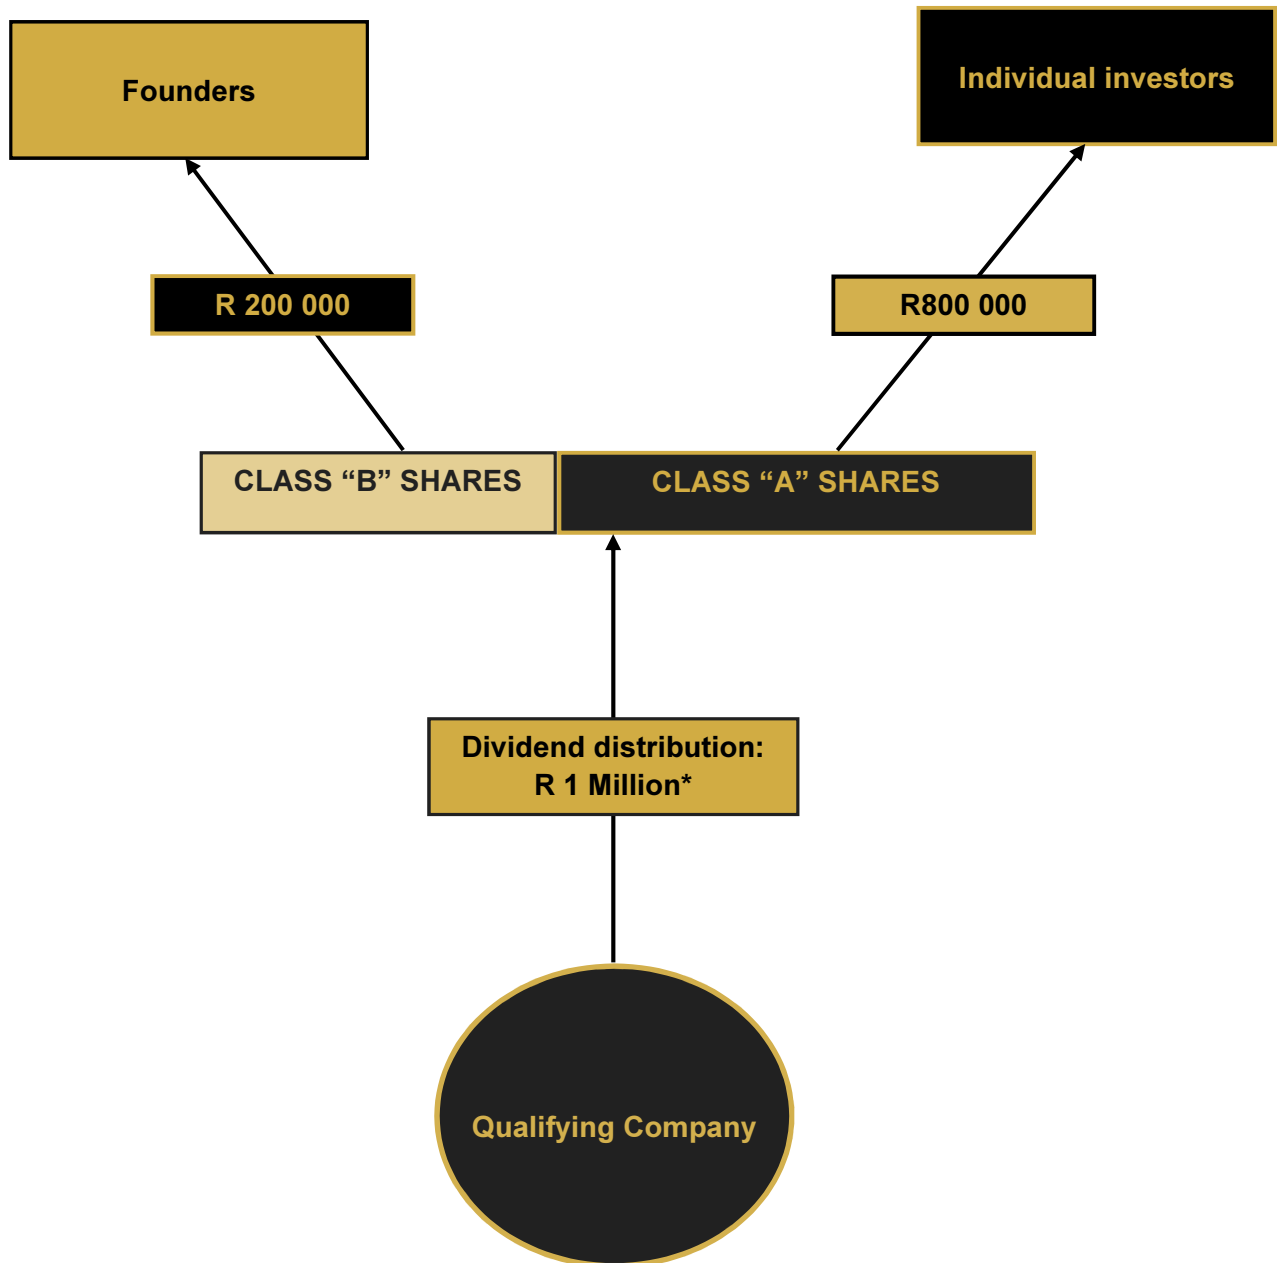 Founders
Individual investors
R 200 000
R800 000
CLASS “B” SHARES
CLASS “A” SHARES
Dividend distribution:
R 1 Million*
Qualifying Company